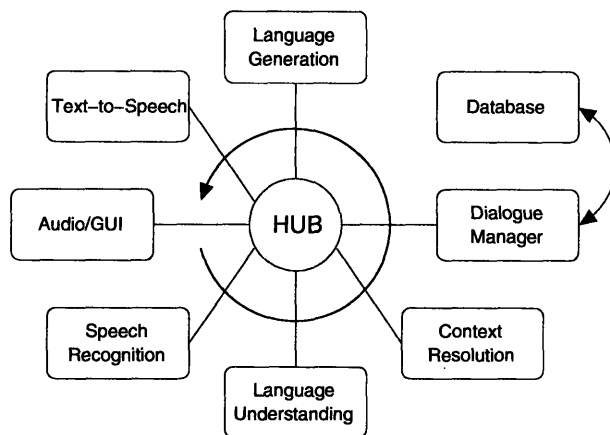 Language
Generation
Text-to-Speech
Database
Audio/GUI
HUB
Dialogue
Manager
Speech
Recognition
Context
Resolution
Language
Understanding